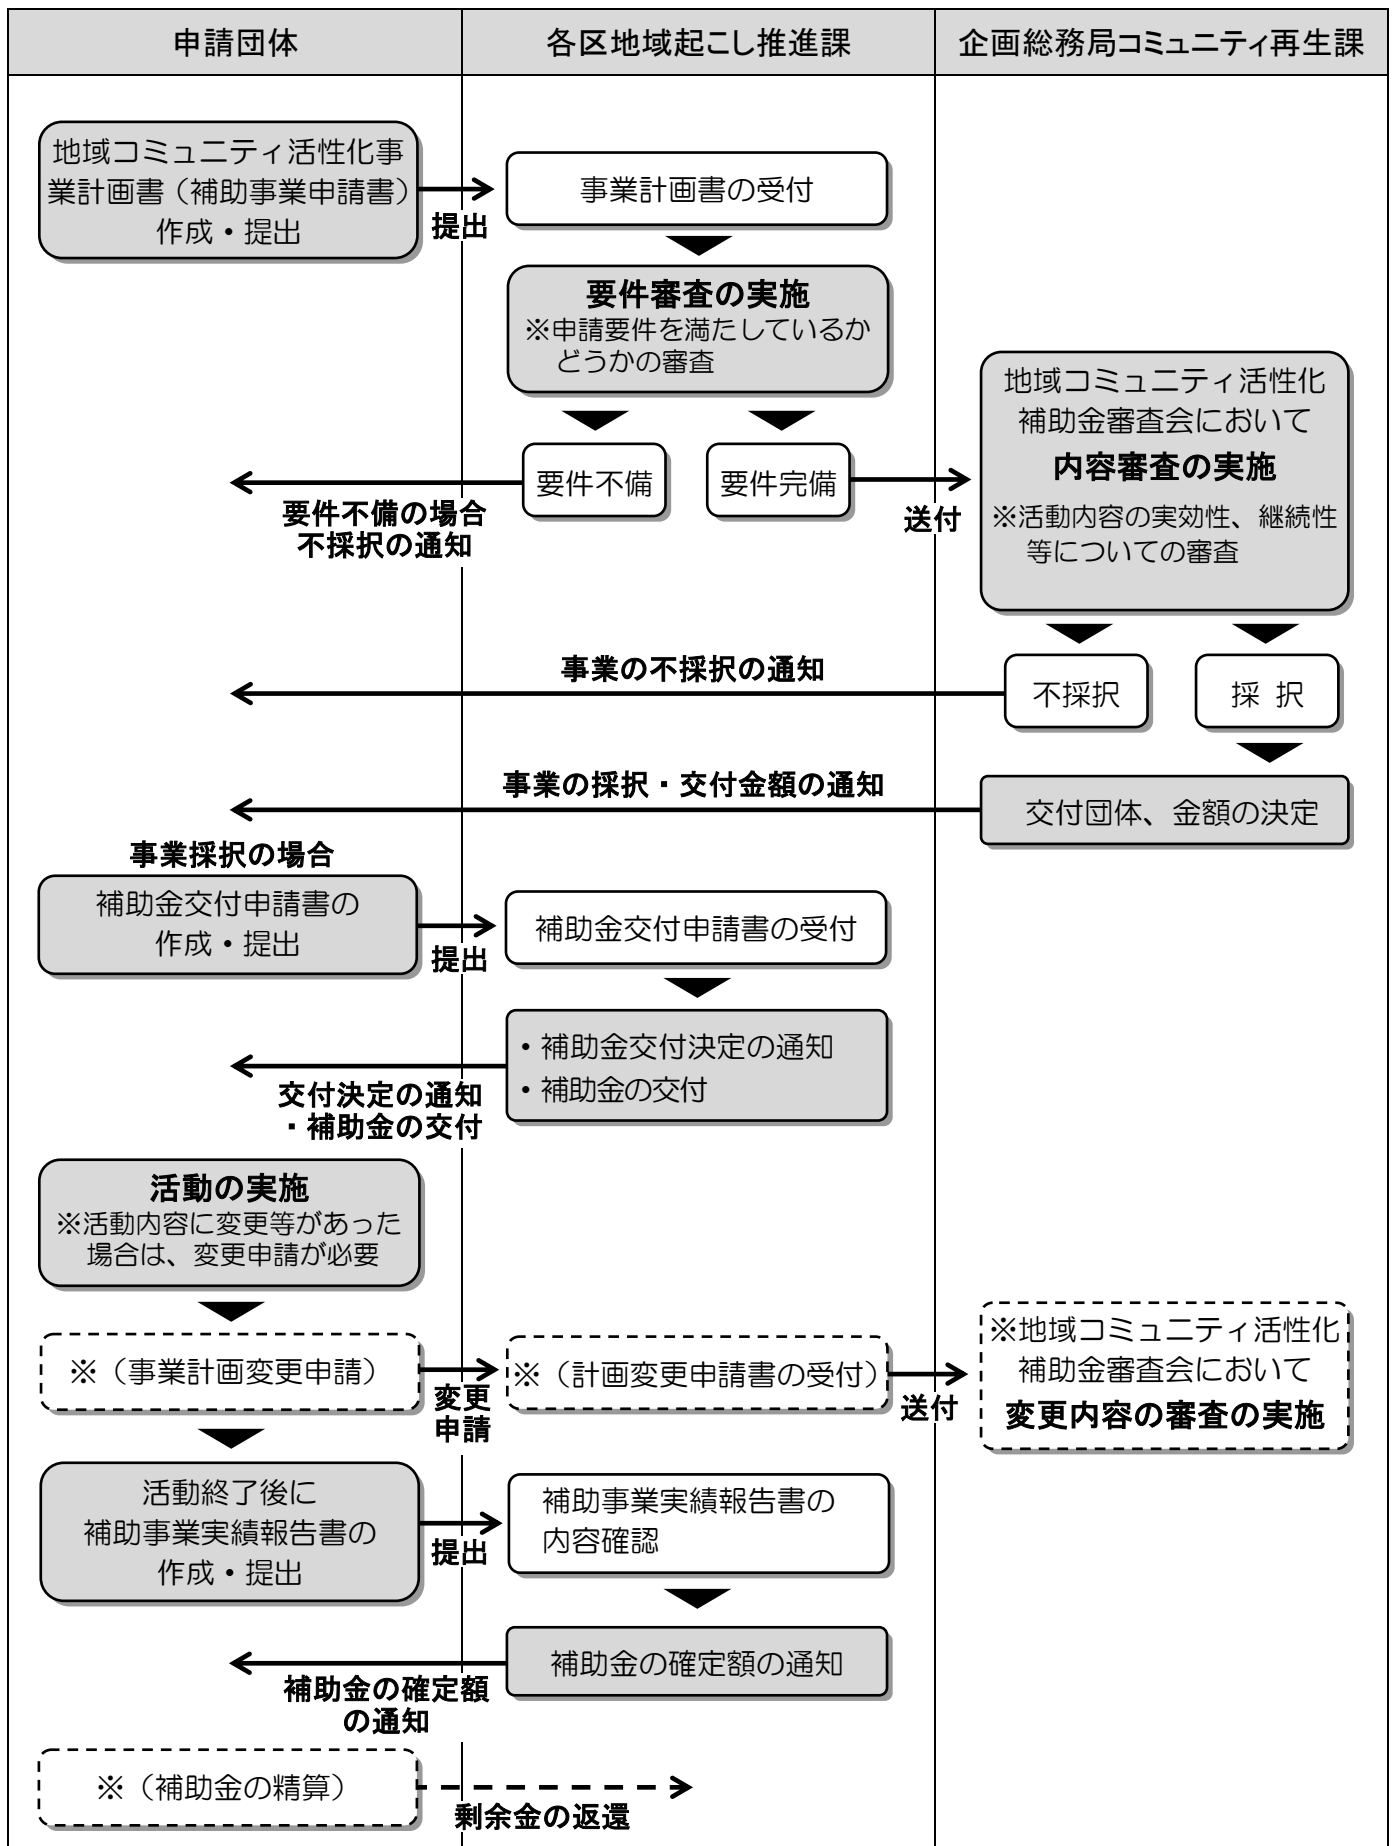 申請団体
各区地域起こし推進課
企画総務局コミュニティ再生課
地域コミュニティ活性化事
業計画書（補助事業申請書）
作成・提出
提出
事業計画書の受付
要件審査の実施
※申請要件を満たしているか
どうかの審査
要件不備
要件完備
要件不備の場合
不採択の通知
送付
地域コミュニティ活性化
補助金審査会において
内容審査の実施
※活動内容の実効性、継続性
等についての審査
不採択
採 択
事業の不採択の通知
交付団体、金額の決定
事業の採択・交付金額の通知
事業採択の場合
補助金交付申請書の
作成・提出
提出
補助金交付申請書の受付
・補助金交付決定の通知
・補助金の交付
交付決定の通知
・補助金の交付
活動の実施
※活動内容に変更等があった
場合は、変更申請が必要
※（事業計画変更申請）
変更
申請
※（計画変更申請書の受付）
送付
※地域コミュニティ活性化
補助金審査会において
変更内容の審査の実施
活動終了後に
補助事業実績報告書の
作成・提出
提出
補助事業実績報告書の
内容確認
補助金の確定額の通知
補助金の確定額
の通知
※（補助金の精算）
剰余金の返還